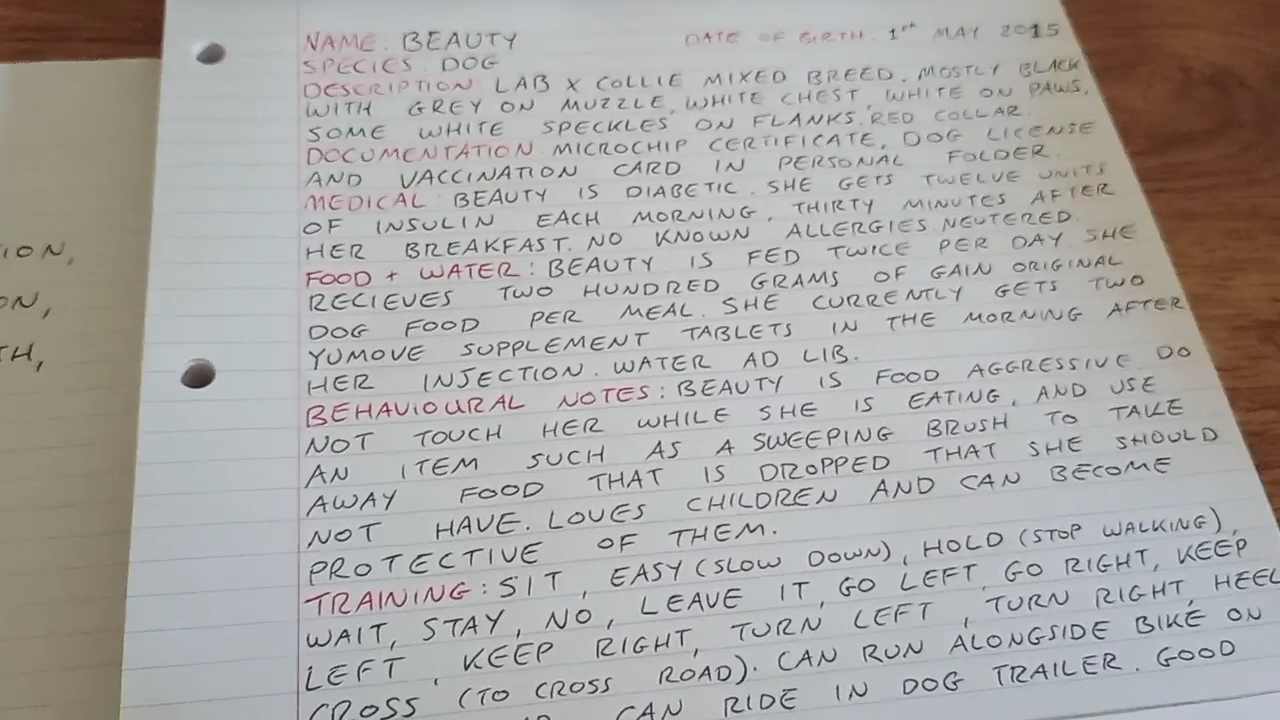 NAME. BEAUTY DATE OF BIRTH. 1ST MAY 2015
SPECIES. DOG
DESCRIPTION LAB X COLLIE MIXED BREED. MOSTLY BLACK
WITH GREY ON MUZZLE, WHITE CHEST, WHITE ON PAWS,
SOME WHITE SPECKLES ON FLANKS. RED COLLAR.
DOCUMENTATION MICROCHIP CERTIFICATE, DOG LICENSE
AND VACCINATION CARD IN PERSONAL FOLDER.
MEDICAL: BEAUTY IS DIABETIC. SHE GETS TWELVE UNITS
OF INSULIN EACH MORNING, THIRTY MINUTES AFTER
HER BREAKFAST. NO KNOWN ALLERGIES. NEUTERED.
FOOD + WATER: BEAUTY IS FED TWICE PER DAY. SHE
RECIEVES TWO HUNDRED GRAMS OF GAIN ORIGINAL
DOG FOOD PER MEAL. SHE CURRENTLY GETS TWO
YUMOVE SUPPLEMENT TABLETS IN THE MORNING AFTER
HER INJECTION. WATER AD LIB.
BEHAVIOURAL NOTES: BEAUTY IS FOOD AGGRESSIVE. DO
NOT TOUCH HER WHILE SHE IS EATING, AND USE
AN ITEM SUCH AS A SWEEPING BRUSH TO TAKE
AWAY FOOD THAT IS DROPPED THAT SHE SHOULD
NOT HAVE. LOVES CHILDREN AND CAN BECOME
PROTECTIVE OF THEM.
TRAINING: SIT, EASY (SLOW DOWN), HOLD (STOP WALKING),
WAIT, STAY, NO, LEAVE IT, GO LEFT, GO RIGHT, KEEP
LEFT, KEEP RIGHT, TURN LEFT, TURN RIGHT, HEEL
CROSS (TO CROSS ROAD). CAN RUN ALONGSIDE BIKE ON
CAN RIDE IN DOG TRAILER. GOOD